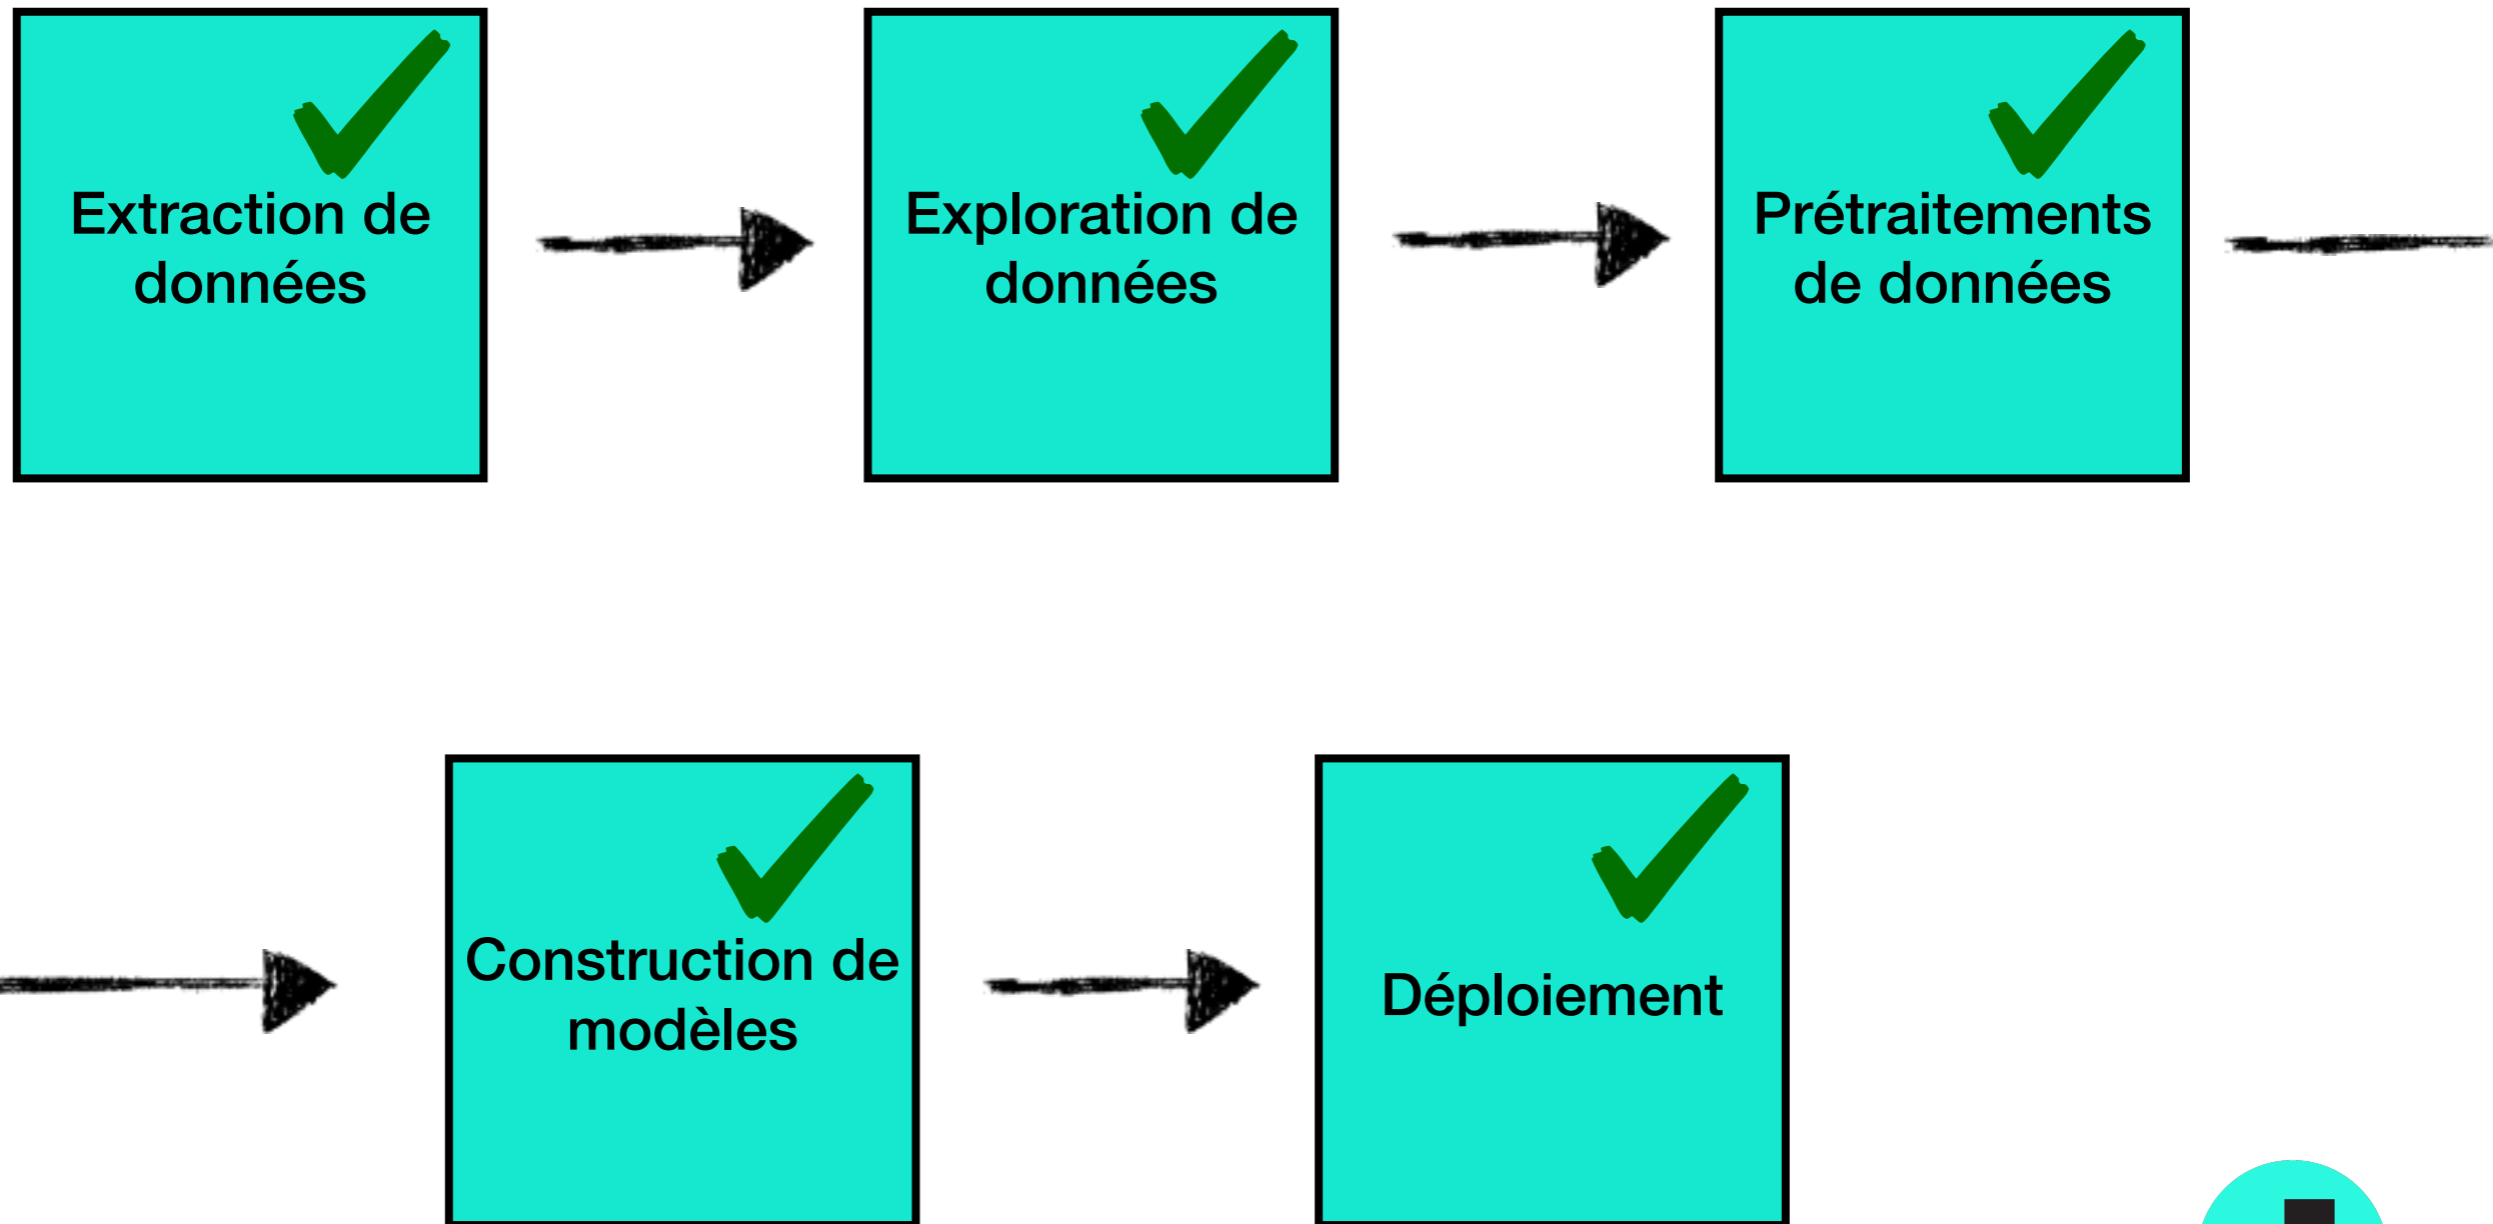 Extraction de
données
Exploration de
données
Prétraitements
de données
Construction de
modèles
Déploiement